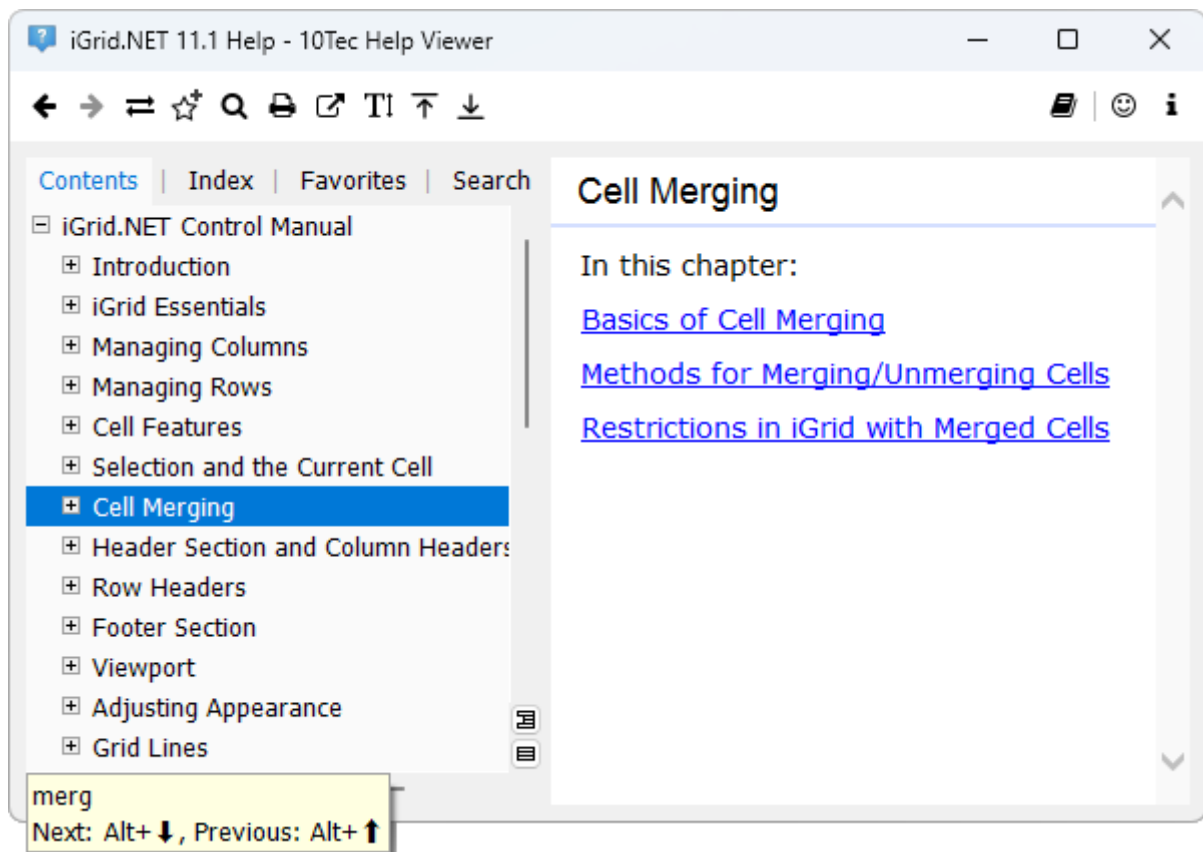 iGrid.NET 11.1 Help - 10Tec Help Viewer
Contents | Index | Favorites | Search
iGrid.NET Control Manual
Introduction
iGrid Essentials
Managing Columns
Managing Rows
Cell Features
Selection and the Current Cell
Cell Merging
Header Section and Column Headers
Row Headers
Footer Section
Viewport
Adjusting Appearance
Grid Lines
merg
Next: Alt+⬇, Previous: Alt+⬆
Cell Merging
In this chapter:
Basics of Cell Merging
Methods for Merging/Unmerging Cells
Restrictions in iGrid with Merged Cells